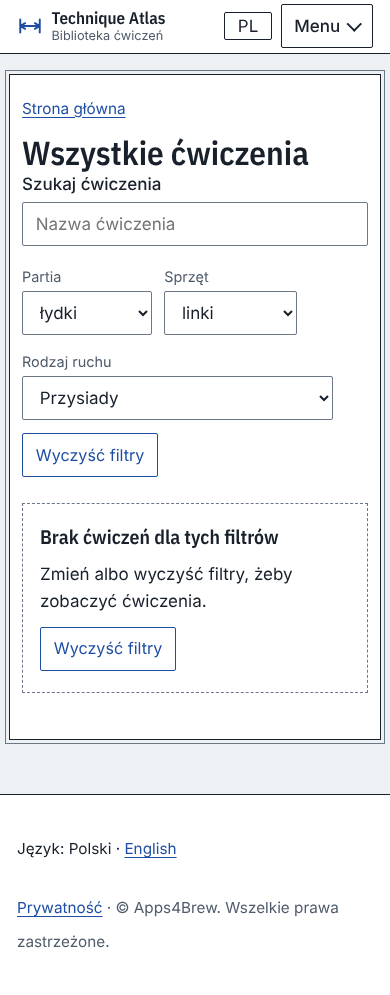 Technique Atlas
Biblioteka ćwiczeń
PL
Menu
Strona główna
Wszystkie ćwiczenia
Szukaj ćwiczenia
Nazwa ćwiczenia
Partia
Sprzęt
łydki
linki
Rodzaj ruchu
Przysiady
Wyczyść filtry
Brak ćwiczeń dla tych filtrów
Zmień albo wyczyść filtry, żeby
zobaczyć ćwiczenia.
Wyczyść filtry
Język: Polski · English
Prywatność · © Apps4Brew. Wszelkie prawa
zastrzeżone.